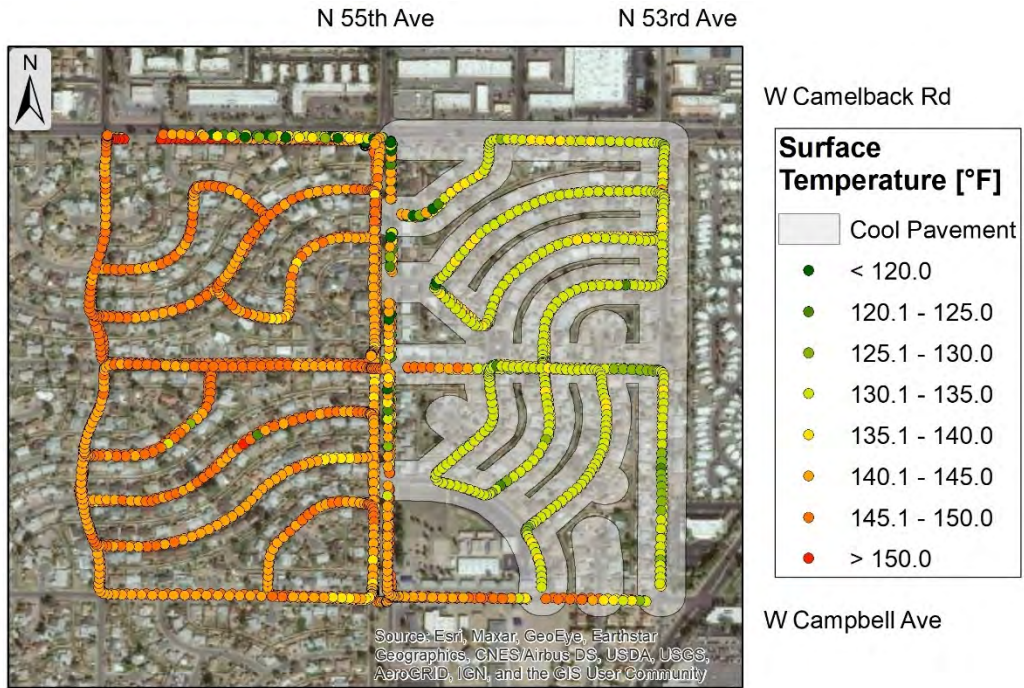 N 55th Ave
N 53rd Ave
N
W Camelback Rd
Surface
Temperature [°F]
Cool Pavement
< 120.0
120.1 - 125.0
125.1 - 130.0
130.1 - 135.0
135.1 - 140.0
140.1 - 145.0
145.1 - 150.0
> 150.0
W Campbell Ave
Source: Esri, Maxar, GeoEye, Earthstar
Geographics, CNES/Airbus DS, USDA, USGS,
AeroGRID, IGN, and the GIS User Community